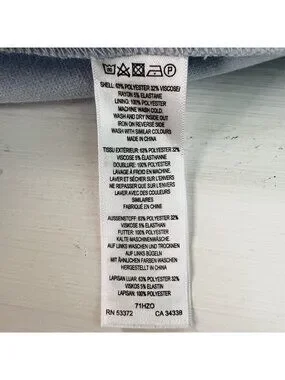 SHELL: 63% POLYESTER 32% VISCOSE/
RAYON 5% ELASTANE
LINING: 100% POLYESTER
MACHINE WASH COLD.
WASH AND DRY INSIDE OUT
IRON ON REVERSE SIDE
WASH WITH SIMILAR COLOURS
MADE IN CHINA
TISSU EXTÉRIEUR: 63% POLYESTER 32%
VISCOSE 5% ÉLASTHANNE
DOUBLURE: 100% POLYESTER
LAVAGE À FROID EN MACHINE.
LAVER ET SÉCHER SUR L'ENVERS
NE REPASSER QUE SUR L'ENVERS
LAVER AVEC DES COULEURS
SIMILAIRES
FABRIQUÉ EN CHINE
AUSSENSTOFF: 63% POLYESTER 32%
VISKOSE 5% ELASTHAN
FUTTER: 100% POLYESTER
KALTE MASCHINENWÄSCHE.
AUF LINKS WASCHEN UND TROCKNEN
AUF LINKS BÜGELN
MIT ÄHNLICHEN FARBEN WASCHEN
HERGESTELLT IN CHINA
LAPISAN LUAR: 63% POLYESTER 32%
VISKOS 5% ELASTIN
LAPISAN: 100% POLYESTER
71HZO
RN 53372 CA 34338